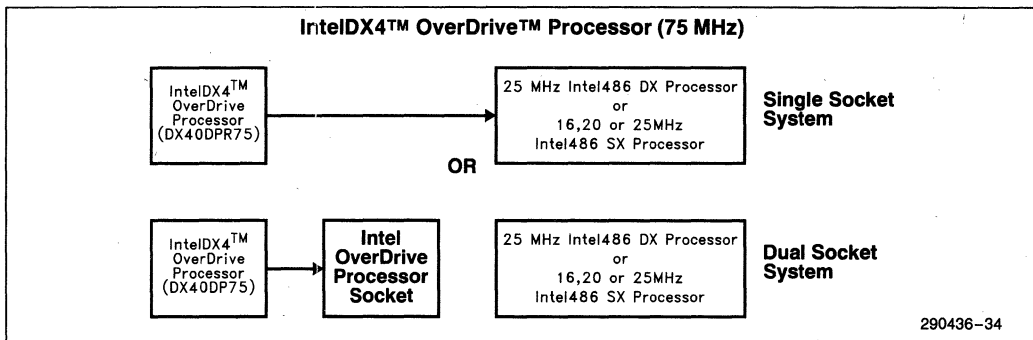 IntelDX4™ OverDrive™ Processor (75 MHz)
IntelDX4™
OverDrive
Processor
(DX4ODPR75)
25 MHz Intel486 DX Processor
or
16,20 or 25MHz
Intel486 SX Processor
Single Socket
System
OR
IntelDX4™
OverDrive
Processor
(DX4ODP75)
Intel
OverDrive
Processor
Socket
25 MHz Intel486 DX Processor
or
16,20 or 25MHz
Intel486 SX Processor
Dual Socket
System
290436–34